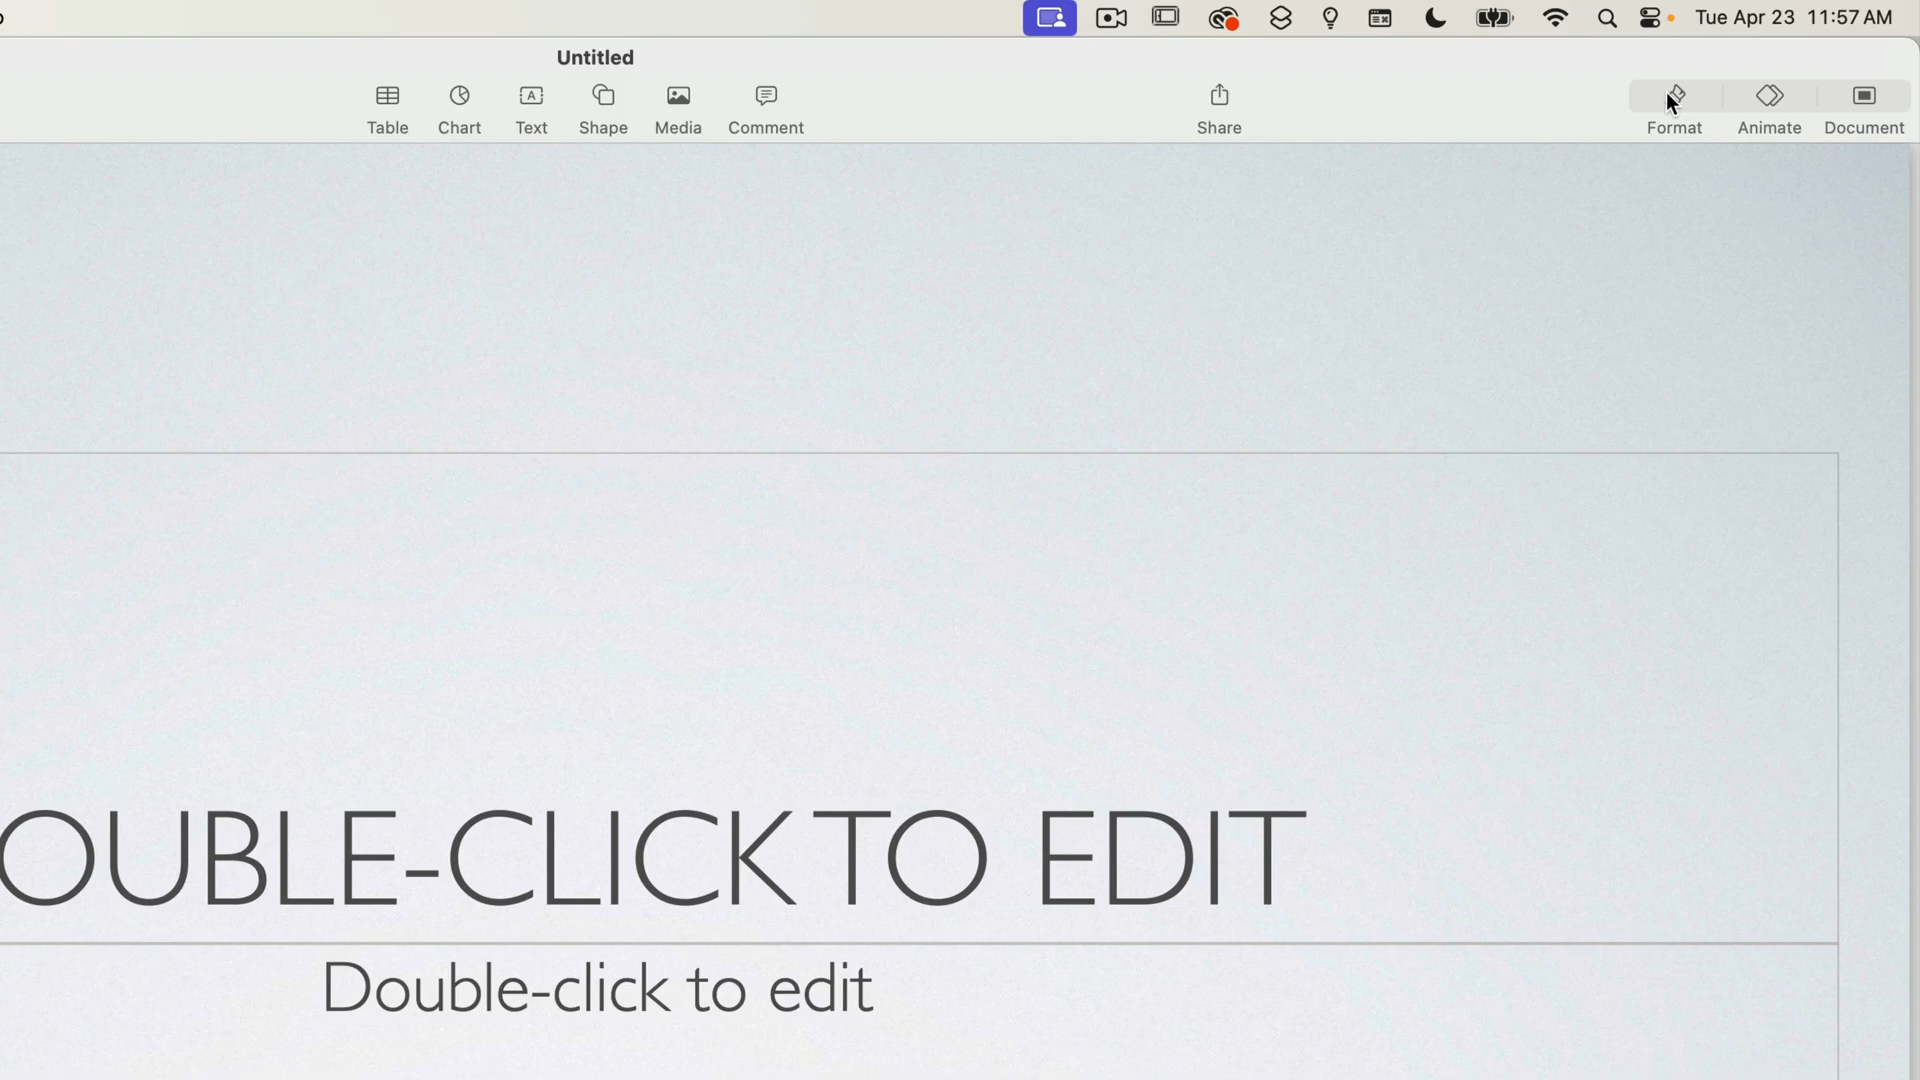 Tue Apr 23 11:57 AM
Untitled
Table Chart Text Shape Media Comment Share Format Animate Document
OUBLE-CLICK TO EDIT
Double-click to edit